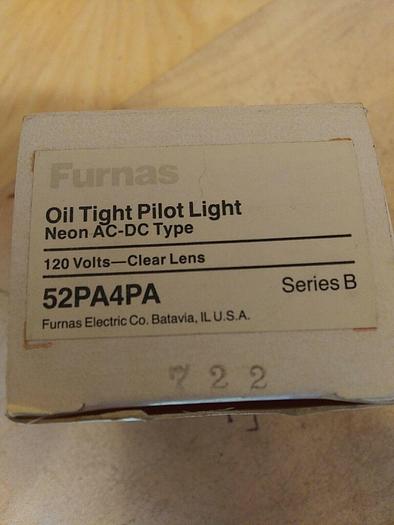 Furnas
Oil Tight Pilot Light
Neon AC-DC Type
120 Volts—Clear Lens
52PA4PA Series B
Furnas Electric Co. Batavia, IL U.S.A.
722